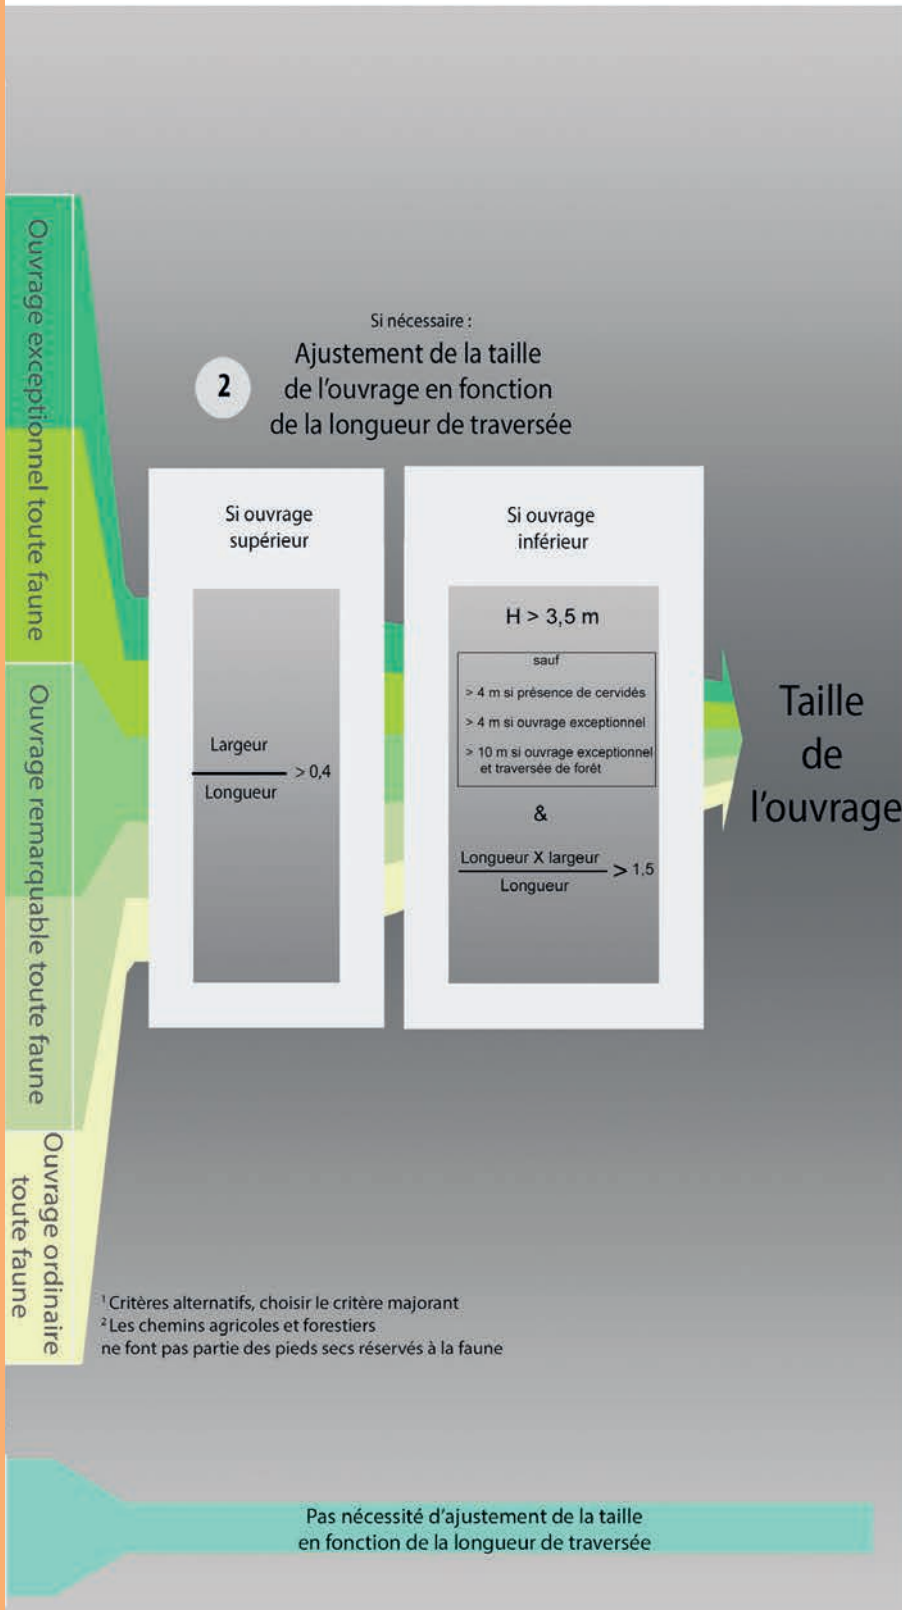 Ouvrage exceptionnel toute faune
Ouvrage remarquable toute faune
Ouvrage ordinaire
toute faune
Si nécessaire :
2
Ajustement de la taille
de l'ouvrage en fonction
de la longueur de traversée
Si ouvrage
supérieur
Largeur
Longueur
> 0,4
Si ouvrage
inférieur
H > 3,5 m
sauf
> 4 m si présence de cervidés
> 4 m si ouvrage exceptionnel
> 10 m si ouvrage exceptionnel
et traversée de forêt
&
Longueur X largeur
Longueur
> 1,5
Taille
de
l'ouvrage
¹ Critères alternatifs, choisir le critère majorant
² Les chemins agricoles et forestiers
ne font pas partie des pieds secs réservés à la faune
Pas nécessité d'ajustement de la taille
en fonction de la longueur de traversée